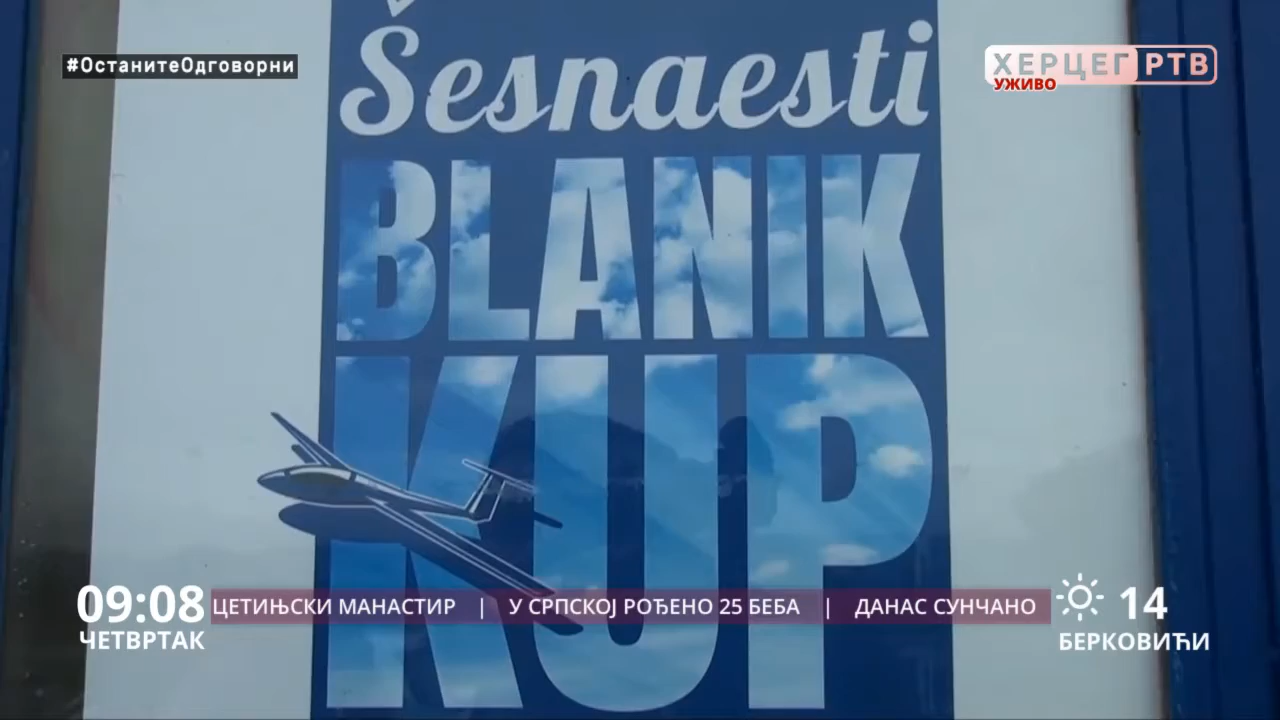 #ОстанитеОдговорни
ХЕРЦЕГ РТВ
УЖИВО
Šesnaesti
BLANIK
KUP
09:08
ЧЕТВРТАК
ЦЕТИЊСКИ МАНАСТИР | У СРПСКОЈ РОЂЕНО 25 БЕБА | ДАНАС СУНЧАНО
14
БЕРКОВИЋИ